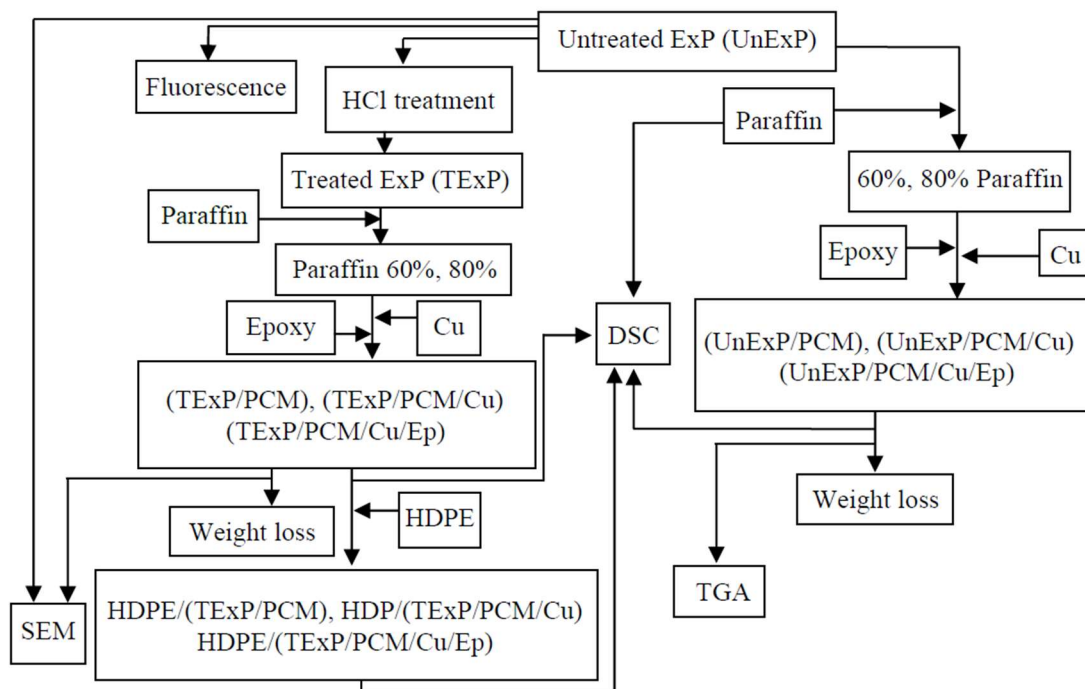 Untreated ExP (UnExP)
Fluorescence
HCl treatment
Paraffin
Treated ExP (TExP)
60%, 80% Paraffin
Paraffin
Paraffin 60%, 80%
Epoxy
Cu
Epoxy
Cu
DSC
(UnExP/PCM), (UnExP/PCM/Cu)
(UnExP/PCM/Cu/Ep)
(TExP/PCM), (TExP/PCM/Cu)
(TExP/PCM/Cu/Ep)
Weight loss
HDPE
Weight loss
TGA
HDPE/(TExP/PCM), HDP/(TExP/PCM/Cu)
HDPE/(TExP/PCM/Cu/Ep)
SEM